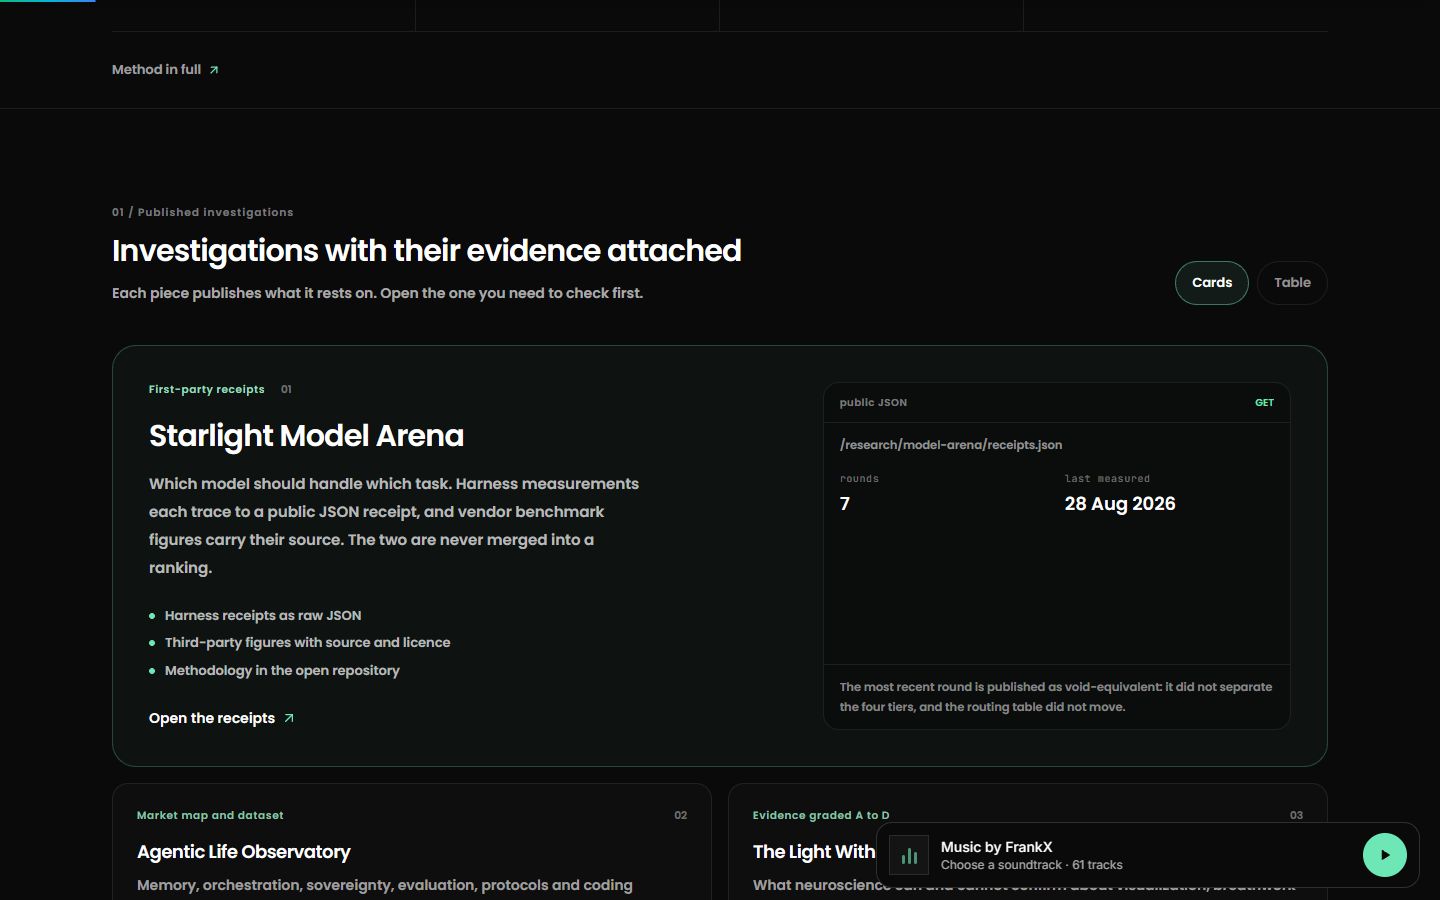 Method in full
01 / Published investigations
Investigations with their evidence attached
Each piece publishes what it rests on. Open the one you need to check first.
Cards
Table
First-party receipts 01
Starlight Model Arena
Which model should handle which task. Harness measurements
each trace to a public JSON receipt, and vendor benchmark
figures carry their source. The two are never merged into a
ranking.
Harness receipts as raw JSON
Third-party figures with source and licence
Methodology in the open repository
Open the receipts
public JSON GET
/research/model-arena/receipts.json
rounds
7
last measured
28 Aug 2026
The most recent round is published as void-equivalent: it did not separate
the four tiers, and the routing table did not move.
Market map and dataset 02
Agentic Life Observatory
Memory, orchestration, sovereignty, evaluation, protocols and coding
Evidence graded A to D 03
The Light With
What neuroscience can and cannot confirm about visualization, breathwork
Music by FrankX
Choose a soundtrack · 61 tracks